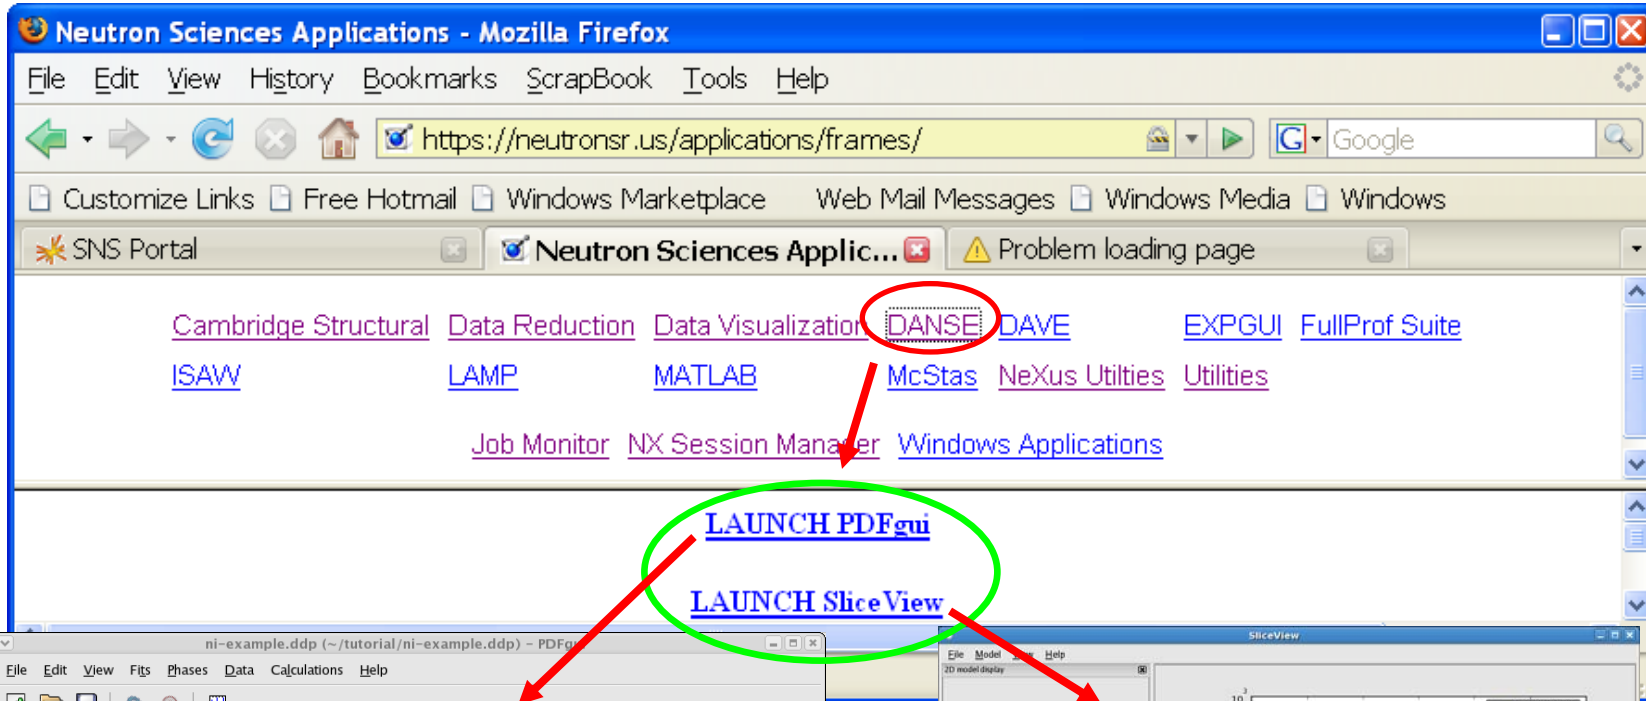 Neutron Sciences Applications - Mozilla Firefox
File Edit View History Bookmarks ScrapBook Tools Help
https://neutronsr.us/applications/frames/ G Google
Customize Links Free Hotmail Windows Marketplace Web Mail Messages Windows Media Windows
SNS Portal Neutron Sciences Applic... Problem loading page
Cambridge Structural Data Reduction Data Visualization DANSE DAVE EXPGUI FullProf Suite
ISAW LAMP MATLAB McStas NeXus Utilties Utilities
Job Monitor NX Session Manager Windows Applications
LAUNCH PDFgui
LAUNCH SliceView
ni-example.ddp (~/tutorial/ni-example.ddp) - PDFgui
File Edit View Fits Phases Data Calculations Help
SliceView
File Model View Help
2D model display
10³